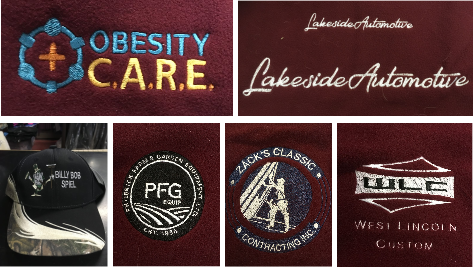 OBESITY
C.A.R.E.
Lakeside Automotive
Lakeside Automotive
BILLY BOB
SPIEL
PFG
EQUIP
EST. 1934
ZACK'S CLASSIC
CONTRACTING INC.
WLC
WEST LINCOLN
CUSTOM